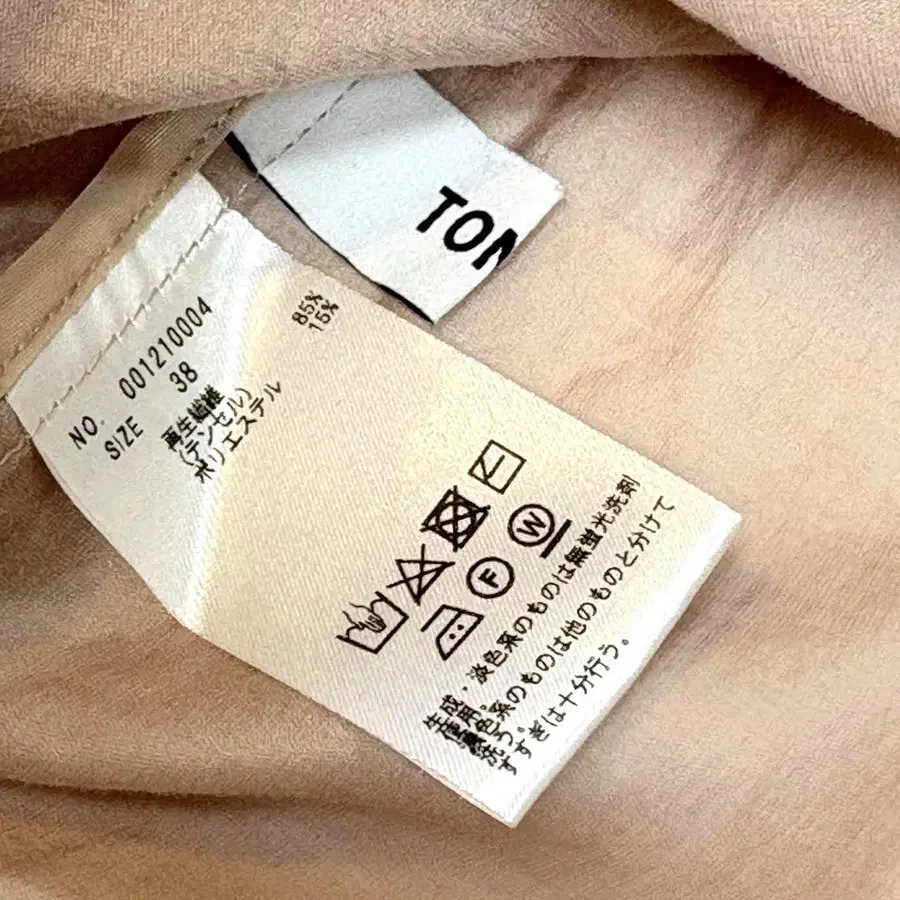 TON
NO. 001210004
SIZE 38
再生繊維
(テンセル) 85%
ポリエステル 15%
F
W
・淡色系のものは無蛍光洗剤
使用。
色系のものは他のものと分けて
洗う。
すすぎは十分行う。